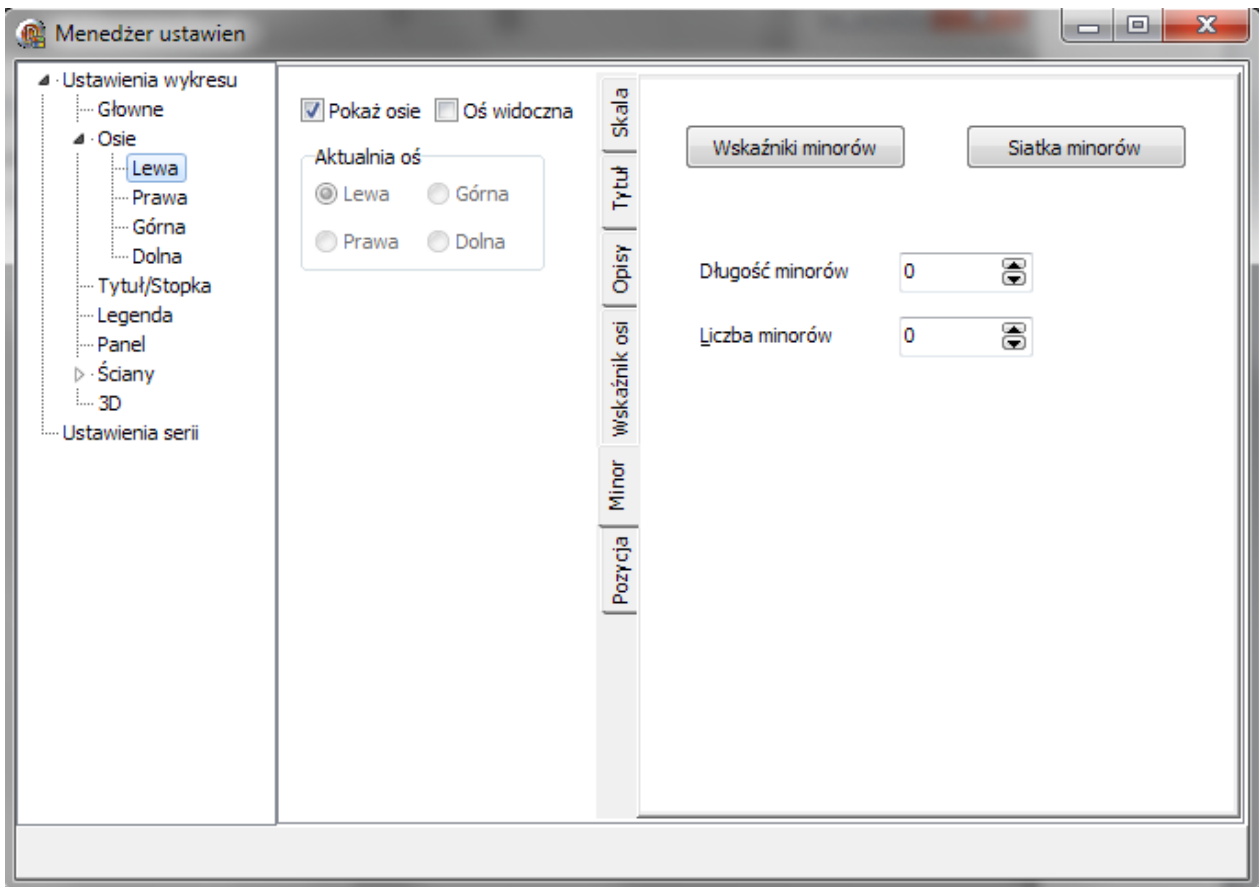 Menedżer ustawien
Ustawienia wykresu
Głowne
Osie
Lewa
Prawa
Górna
Dolna
Tytuł/Stopka
Legenda
Panel
Ściany
3D
Ustawienia serii
Pokaż osie Oś widoczna
Aktualnia oś
Lewa Górna
Prawa Dolna
Skala
Tytuł
Opisy
Wskaźnik osi
Minor
Pozycja
Wskaźniki minorów Siatka minorów
Długość minorów 0
Liczba minorów 0